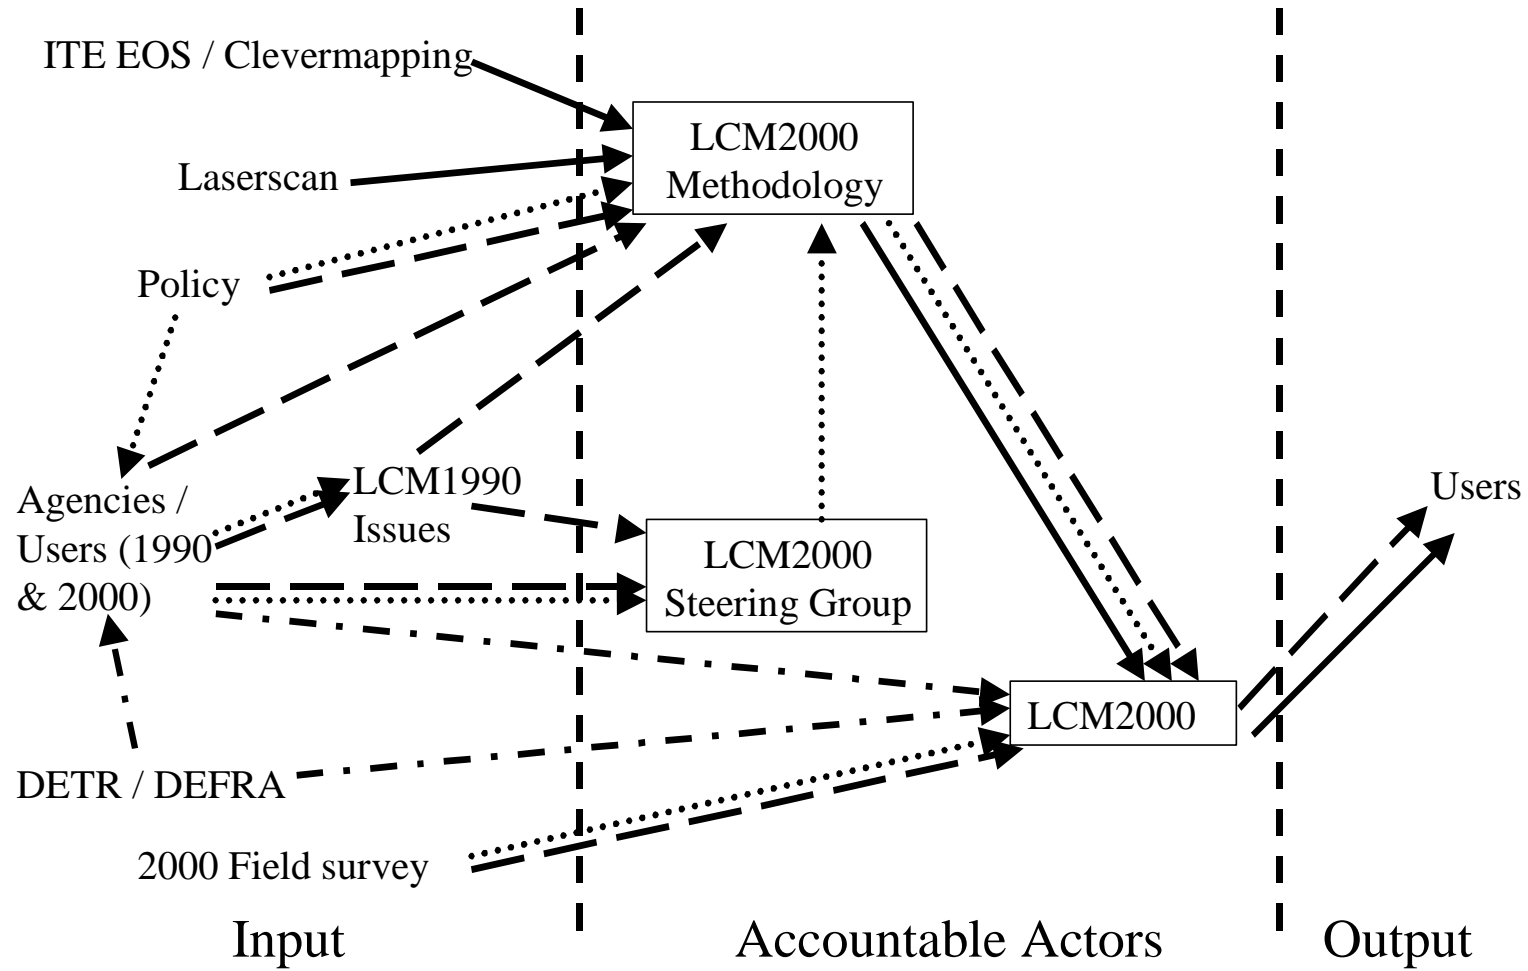 ITE EOS / Clevermapping
LCM2000
Methodology
Laserscan
Policy
LCM1990
Issues
Agencies /
Users (1990
& 2000)
Users
LCM2000
Steering Group
LCM2000
DETR / DEFRA
2000 Field survey
Input
Accountable Actors
Output